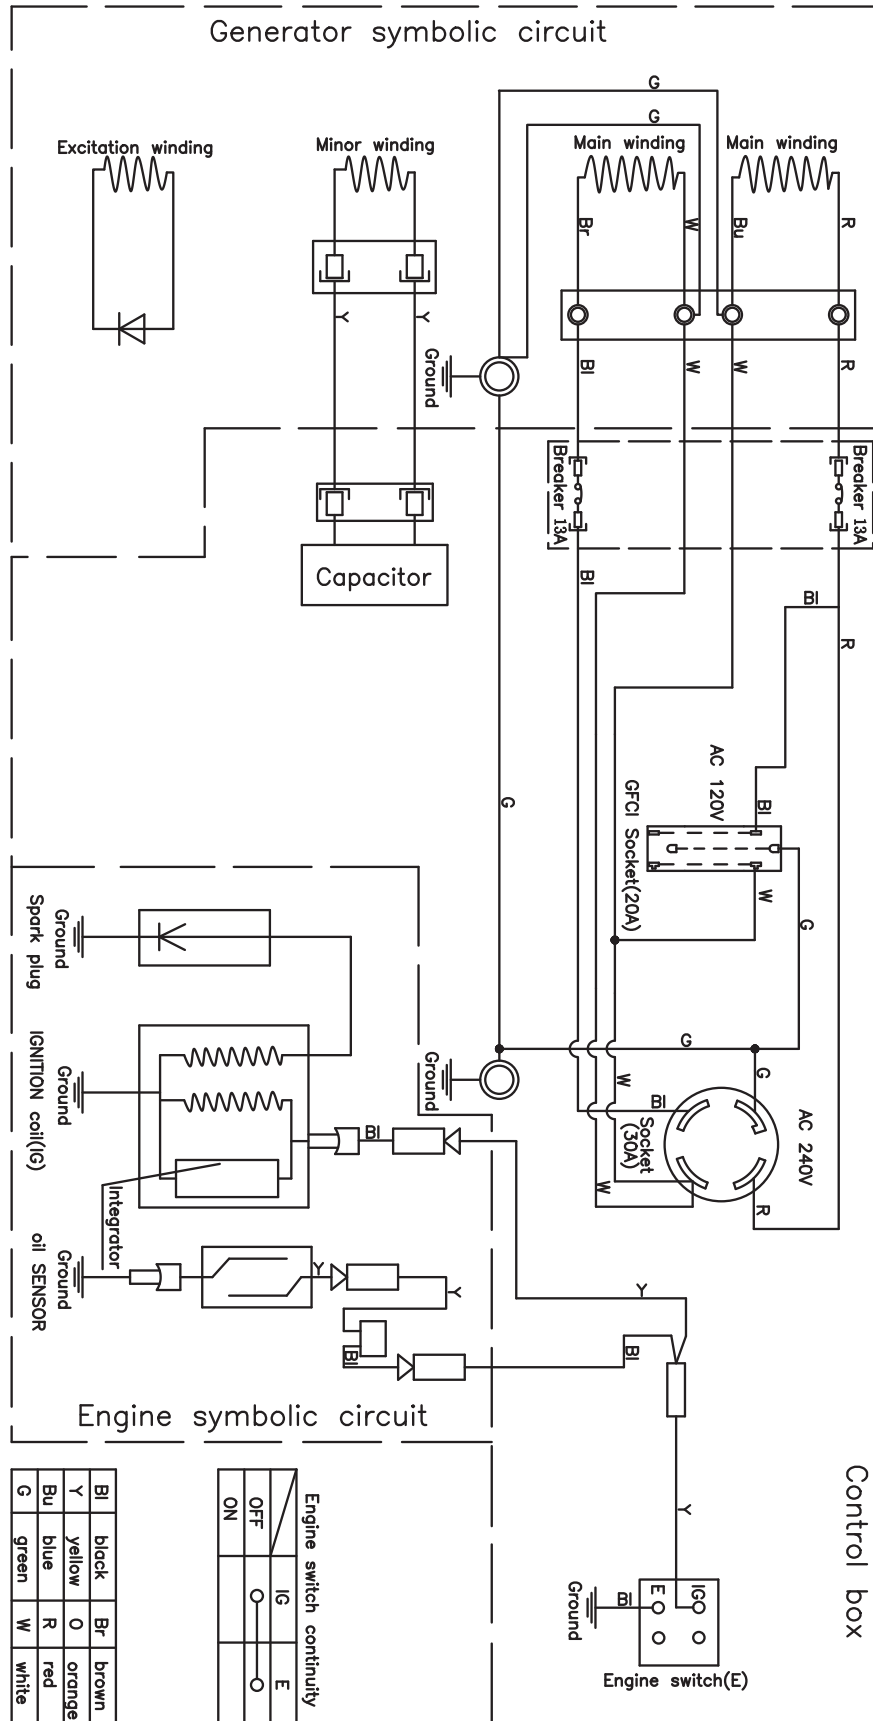 Generator symbolic circuit
G
G
Excitation winding
Minor winding
Main winding
Main winding
Br
W
Bu
R
Y
Y
Ground
Bl
W
W
R
Breaker 13A
Breaker 13A
Capacitor
Bl
Bl
R
AC 120V
GFCI Socket(20A)
Bl
G
W
G
Spark plug
Ground
IGNITION coil(IG)
Ground
Ground
G
G
W
Bl
Socket
(30A)
AC 240V
W
R
Bl
Integrator
oil SENSOR
Ground
Y
Y
Bl
Y
Bl
Engine symbolic circuit
Control box
Y
IG
E
Bl
Ground
Engine switch(E)
Engine switch continuity
IG E
OFF
ON
Bl black Br brown
Y yellow O orange
Bu blue R red
G green W white